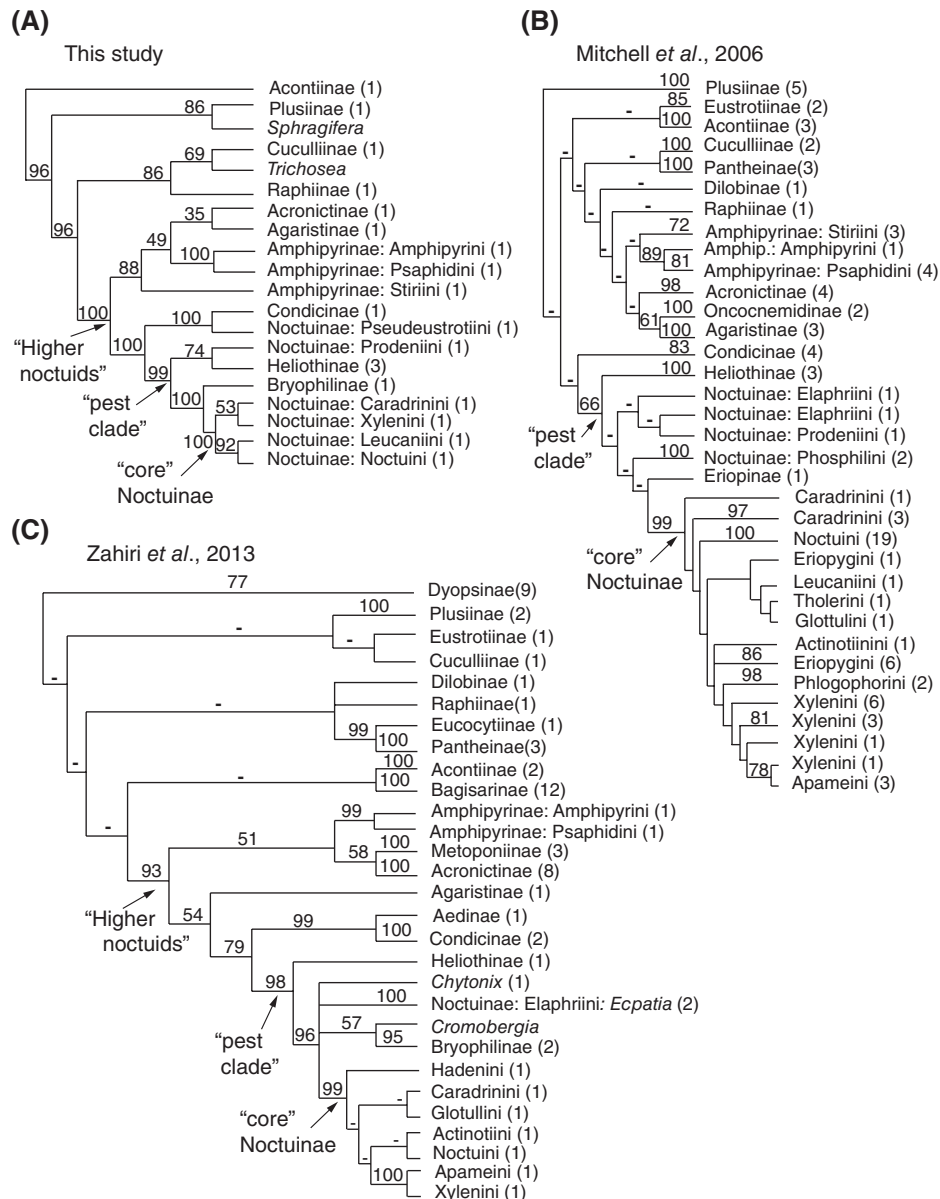 (A)
This study
Acontiinae (1)
86
Plusiinae (1)
Sphragifera
69
Cuculliinae (1)
Trichosea
86
Raphiinae (1)
96
35
Acronictinae (1)
Agaristinae (1)
96
49
100
Amphipyrinae: Amphipyrini (1)
Amphipyrinae: Psaphidini (1)
88
Amphipyrinae: Stiriini (1)
100
100
Condicinae (1)
Noctuinae: Pseudeustrotiini (1)
“Higher
noctuids”
100
74
Noctuinae: Prodeniini (1)
Heliothinae (3)
99
“pest
clade”
100
Bryophilinae (1)
53
Noctuinae: Caradrinini (1)
Noctuinae: Xylenini (1)
100
92
Noctuinae: Leucaniini (1)
Noctuinae: Noctuini (1)
“core”
Noctuinae
(B)
Mitchell et al., 2006
100
Plusiinae (5)
85
Eustrotiinae (2)
-
100
Acontiinae (3)
-
100
Cuculliinae (2)
-
100
Pantheinae(3)
-
-
Dilobinae (1)
-
-
Raphiinae (1)
-
72
Amphipyrinae: Stiriini (3)
-
89
Amphip.: Amphipyrini (1)
81
Amphipyrinae: Psaphidini (4)
-
98
Acronictinae (4)
-
100
Oncocnemidinae (2)
61
100
Agaristinae (3)
-
83
Condicinae (4)
-
100
Heliothinae (3)
66
“pest
clade”
-
Noctuinae: Elaphriini (1)
-
Noctuinae: Elaphriini (1)
Noctuinae: Prodeniini (1)
-
100
Noctuinae: Phosphilini (2)
-
Eriopinae (1)
-
99
Caradrinini (1)
97
Caradrinini (3)
“core”
Noctuinae
100
Noctuini (19)
Eriopygini (1)
Leucaniini (1)
Tholerini (1)
Glottulini (1)
Actinotiinini (1)
86
Eriopygini (6)
98
Phlogophorini (2)
Xylenini (6)
81
Xylenini (3)
Xylenini (1)
Xylenini (1)
78
Apameini (3)
(C)
Zahiri et al., 2013
77
Dyopsinae(9)
100
Plusiinae (2)
-
-
Eustrotiinae (1)
Cuculliinae (1)
-
Dilobinae (1)
-
Raphiinae(1)
99
Eucocytiinae (1)
100
Pantheinae(3)
-
100
Acontiinae (2)
-
100
Bagisarinae (12)
99
Amphipyrinae: Amphipyrini (1)
Amphipyrinae: Psaphidini (1)
-
51
100
Metoponiinae (3)
58
100
Acronictinae (8)
93
Agaristinae (1)
“Higher
noctuids”
54
99
Aedinae (1)
100
Condicinae (2)
79
Heliothinae (1)
98
Chytonix (1)
100
Noctuinae: Elaphriini: Ecpatia (2)
“pest
clade”
57
Cromobergia
96
95
Bryophilinae (2)
99
Hadenini (1)
“core”
Noctuinae
-
Caradrinini (1)
Glotullini (1)
-
-
Actinotiini (1)
Noctuini (1)
-
100
Apameini (1)
Xylenini (1)